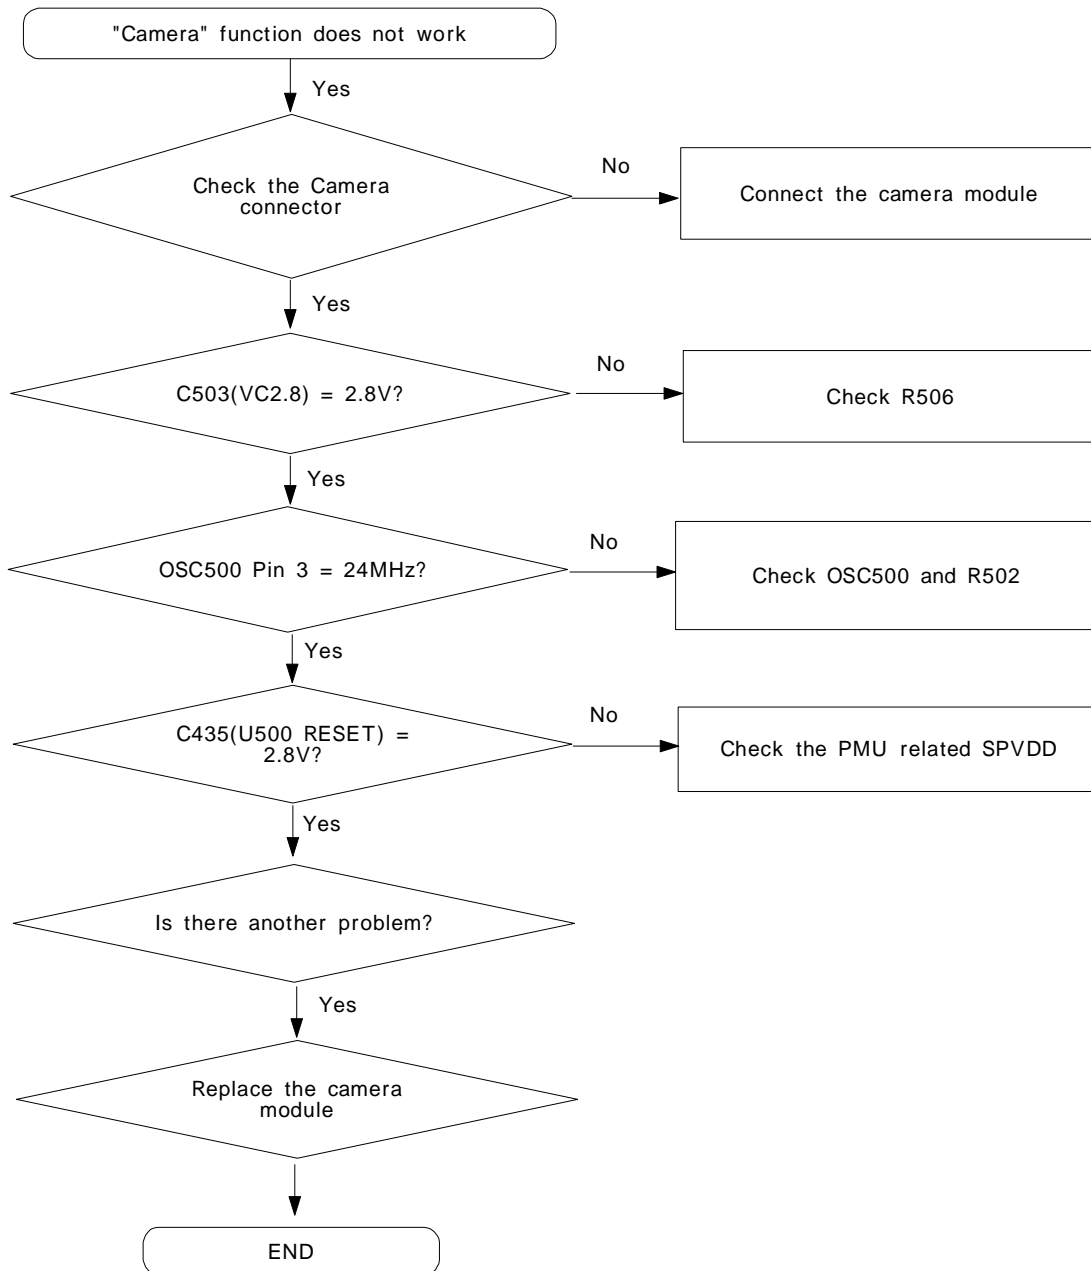 "Camera" function does not work
Yes
Check the Camera
connector
No
Connect the camera module
Yes
C503(VC2.8) = 2.8V?
No
Check R506
Yes
OSC500 Pin 3 = 24MHz?
No
Check OSC500 and R502
Yes
C435(U500 RESET) =
2.8V?
No
Check the PMU related SPVDD
Yes
Is there another problem?
Yes
Replace the camera
module
END